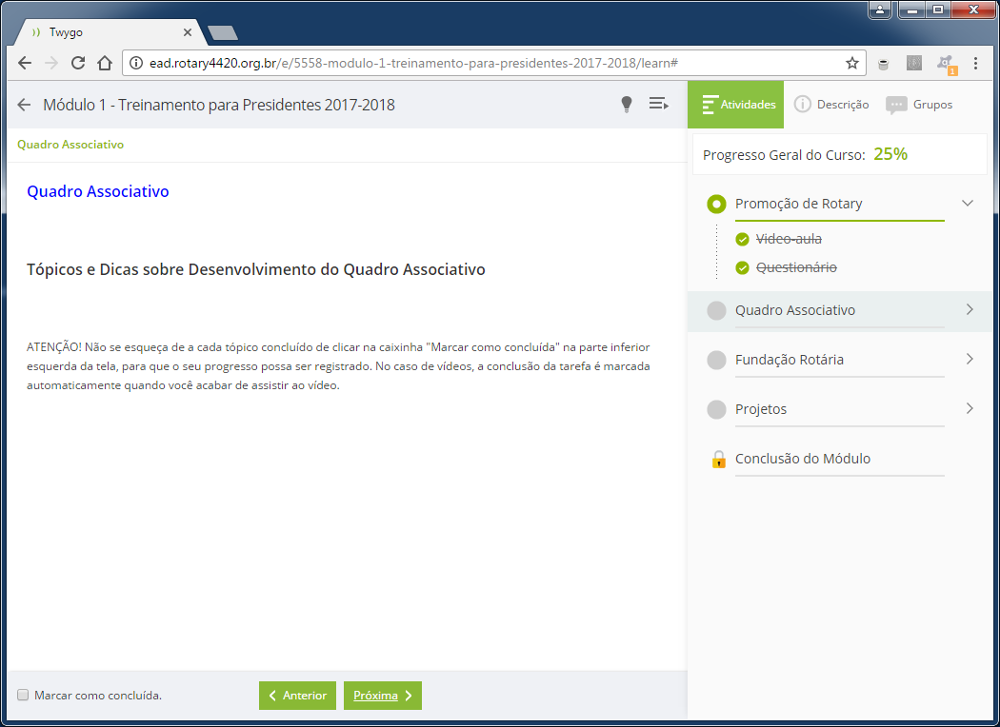 Twygo
ead.rotary4420.org.br/e/5558-modulo-1-treinamento-para-presidentes-2017-2018/learn#
1
Módulo 1 - Treinamento para Presidentes 2017-2018
Quadro Associativo
Quadro Associativo
Tópicos e Dicas sobre Desenvolvimento do Quadro Associativo
ATENÇÃO! Não se esqueça de a cada tópico concluído de clicar na caixinha "Marcar como concluída" na parte inferior
esquerda da tela, para que o seu progresso possa ser registrado. No caso de vídeos, a conclusão da tarefa é marcada
automaticamente quando você acabar de assistir ao vídeo.
Marcar como concluída.
Anterior
Próxima
Atividades
Descrição
Grupos
Progresso Geral do Curso: 25%
Promoção de Rotary
Video-aula
Questionário
Quadro Associativo
Fundação Rotária
Projetos
Conclusão do Módulo